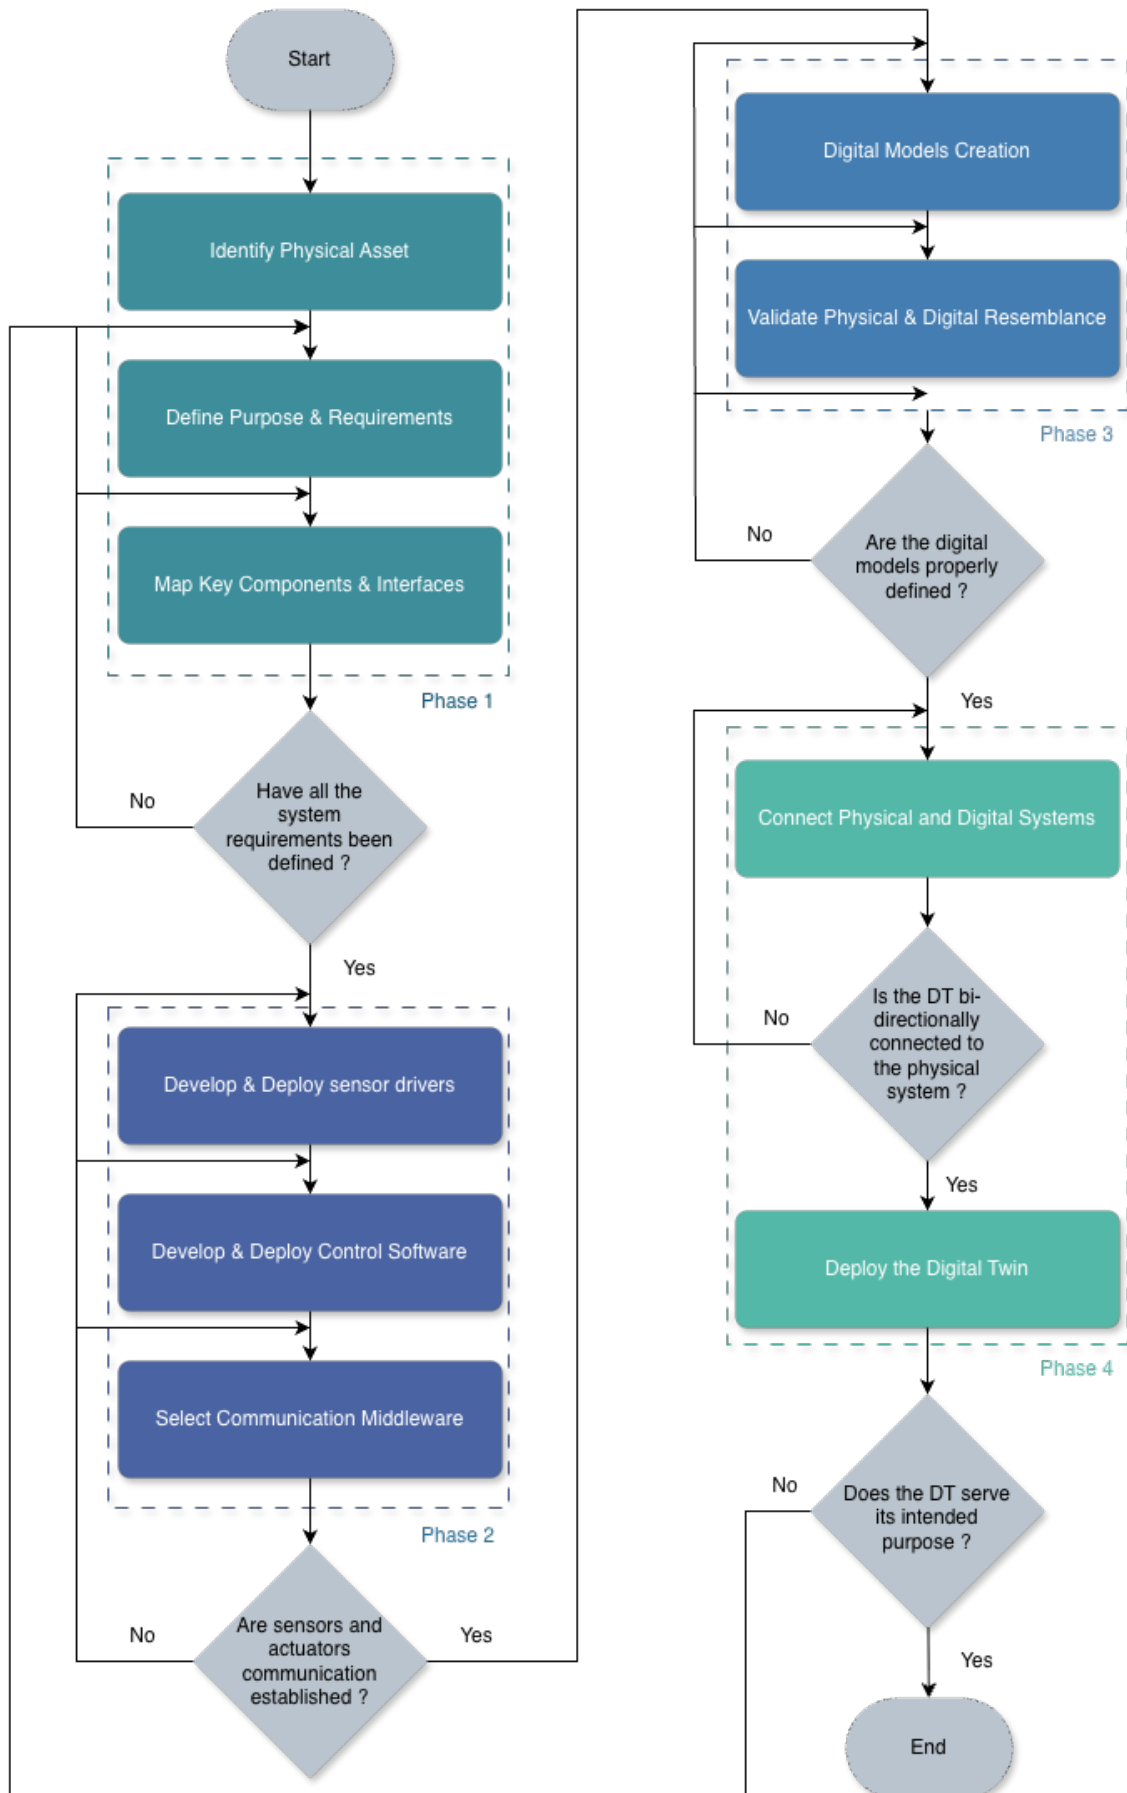 Start
Identify Physical Asset
Define Purpose & Requirements
Map Key Components & Interfaces
Phase 1
No
Have all the
system
requirements been
defined ?
Yes
Develop & Deploy sensor drivers
Develop & Deploy Control Software
Select Communication Middleware
Phase 2
No
Are sensors and
actuators
communication
established ?
Yes
Digital Models Creation
Validate Physical & Digital Resemblance
Phase 3
No
Are the digital
models properly
defined ?
Yes
Connect Physical and Digital Systems
No
Is the DT bi-
directionally
connected to
the physical
system ?
Yes
Deploy the Digital Twin
Phase 4
No
Does the DT serve
its intended
purpose ?
Yes
End